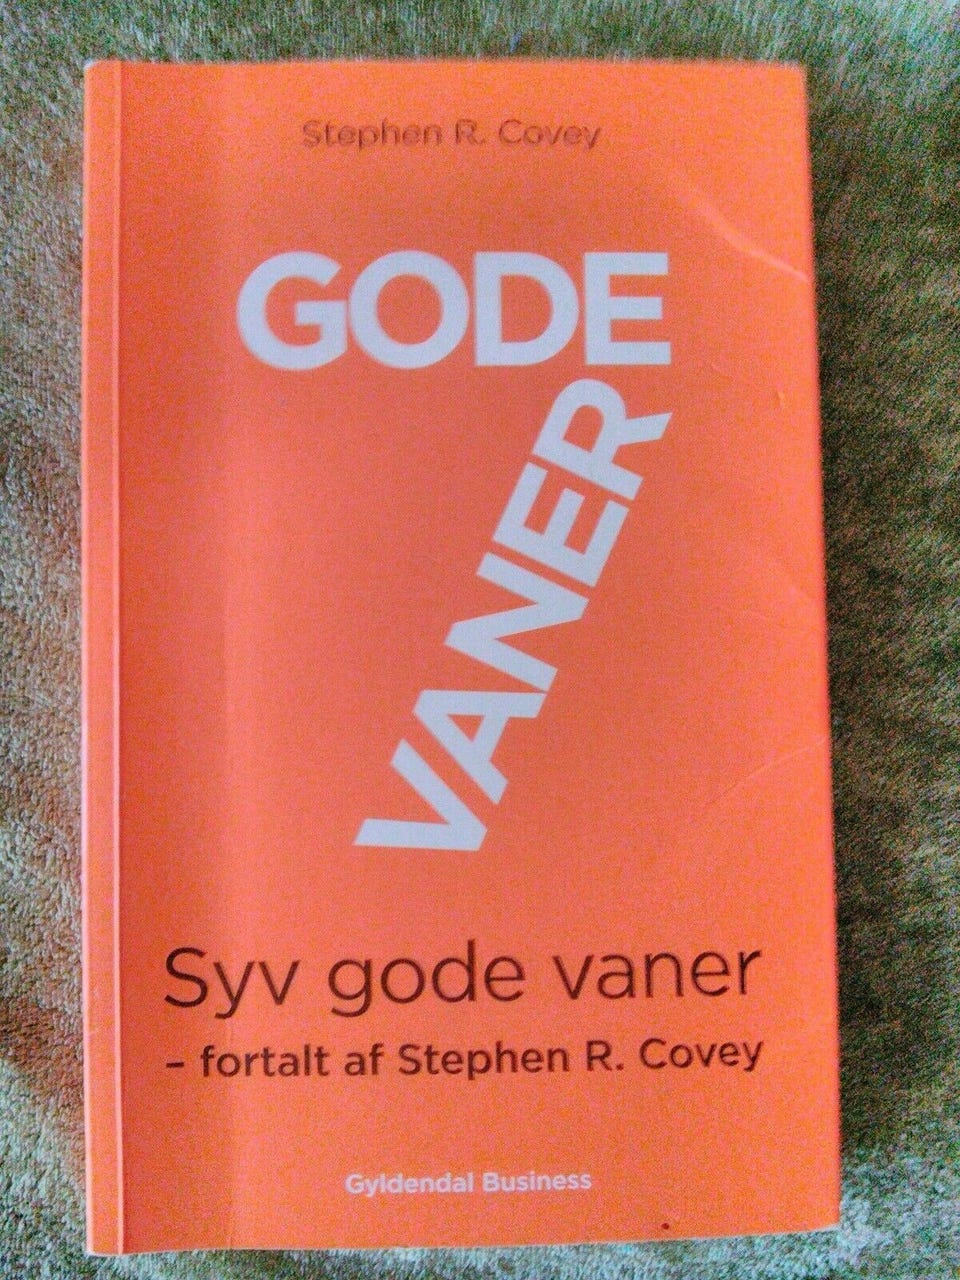 Stephen R. Covey
GODE
VANER
Syv gode vaner
– fortalt af Stephen R. Covey
Gyldendal Business